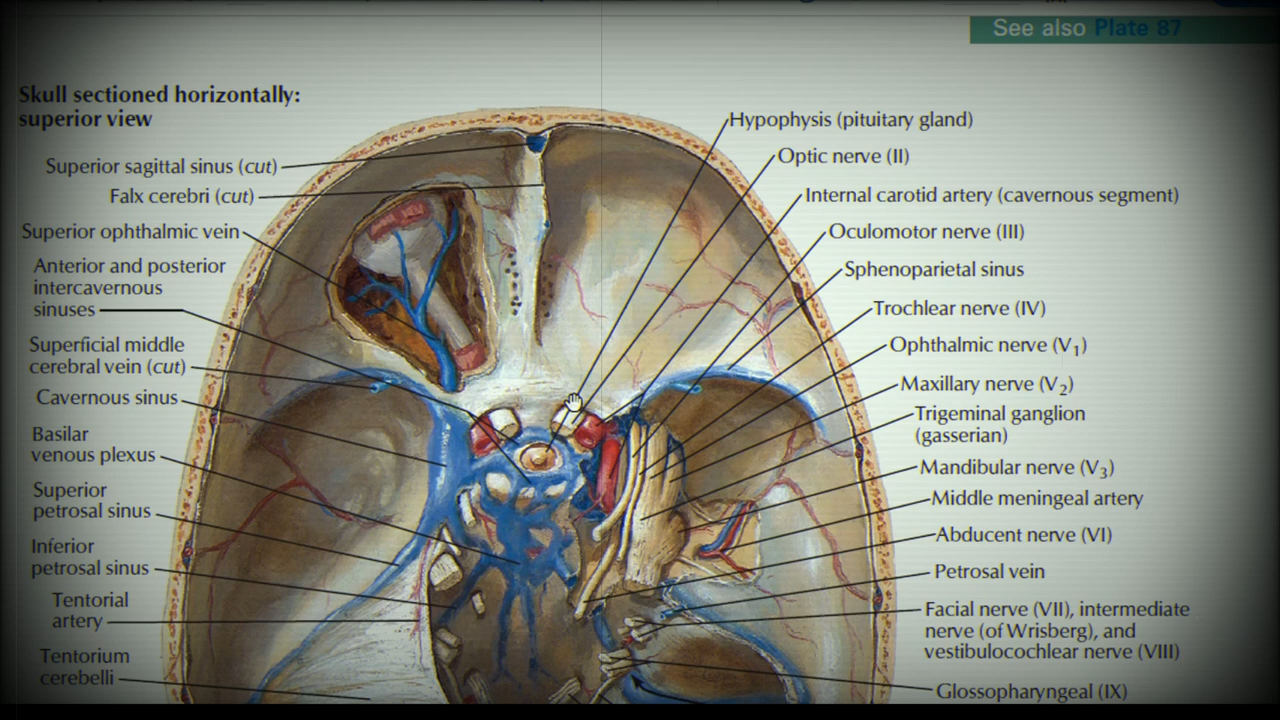 See also Plate 87
Skull sectioned horizontally:
superior view
Superior sagittal sinus (cut)
Falx cerebri (cut)
Superior ophthalmic vein
Anterior and posterior
intercavernous
sinuses
Superficial middle
cerebral vein (cut)
Cavernous sinus
Basilar
venous plexus
Superior
petrosal sinus
Inferior
petrosal sinus
Tentorial
artery
Tentorium
cerebelli
Hypophysis (pituitary gland)
Optic nerve (II)
Internal carotid artery (cavernous segment)
Oculomotor nerve (III)
Sphenoparietal sinus
Trochlear nerve (IV)
Ophthalmic nerve (V1)
Maxillary nerve (V2)
Trigeminal ganglion
(gasserian)
Mandibular nerve (V3)
Middle meningeal artery
Abducent nerve (VI)
Petrosal vein
Facial nerve (VII), intermediate
nerve (of Wrisberg), and
vestibulocochlear nerve (VIII)
Glossopharyngeal (IX)